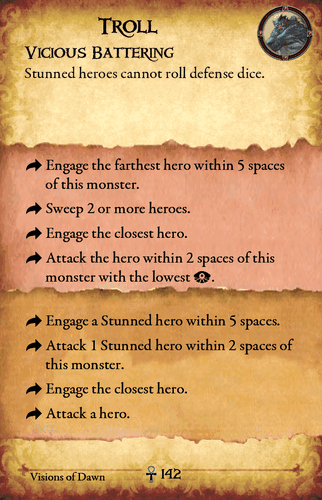 Troll
Vicious Battering
Stunned heroes cannot roll defense dice.
Engage the farthest hero within 5 spaces
of this monster.
Sweep 2 or more heroes.
Engage the closest hero.
Attack the hero within 2 spaces of this
monster with the lowest .
Engage a Stunned hero within 5 spaces.
Attack 1 Stunned hero within 2 spaces of
this monster.
Engage the closest hero.
Attack a hero.
Visions of Dawn 142